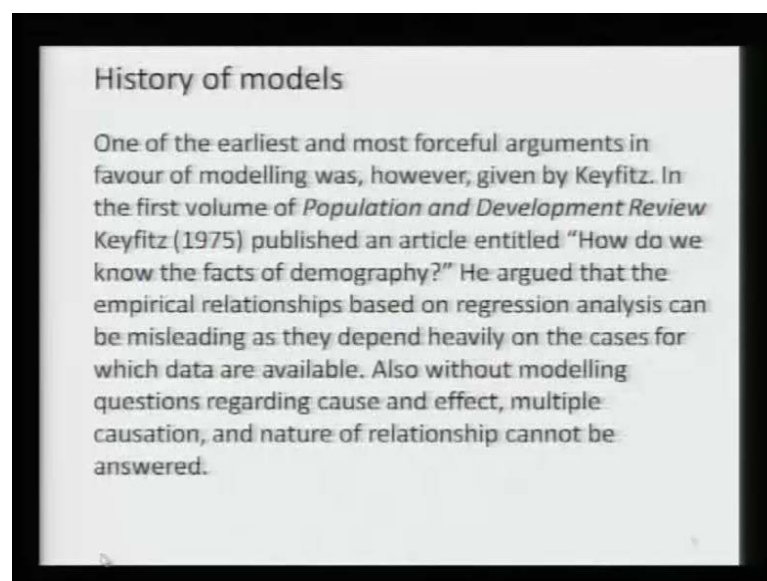 History of models
One of the earliest and most forceful arguments in
favour of modelling was, however, given by Keyfitz. In
the first volume of Population and Development Review
Keyfitz (1975) published an article entitled “How do we
know the facts of demography?” He argued that the
empirical relationships based on regression analysis can
be misleading as they depend heavily on the cases for
which data are available. Also without modelling
questions regarding cause and effect, multiple
causation, and nature of relationship cannot be
answered.